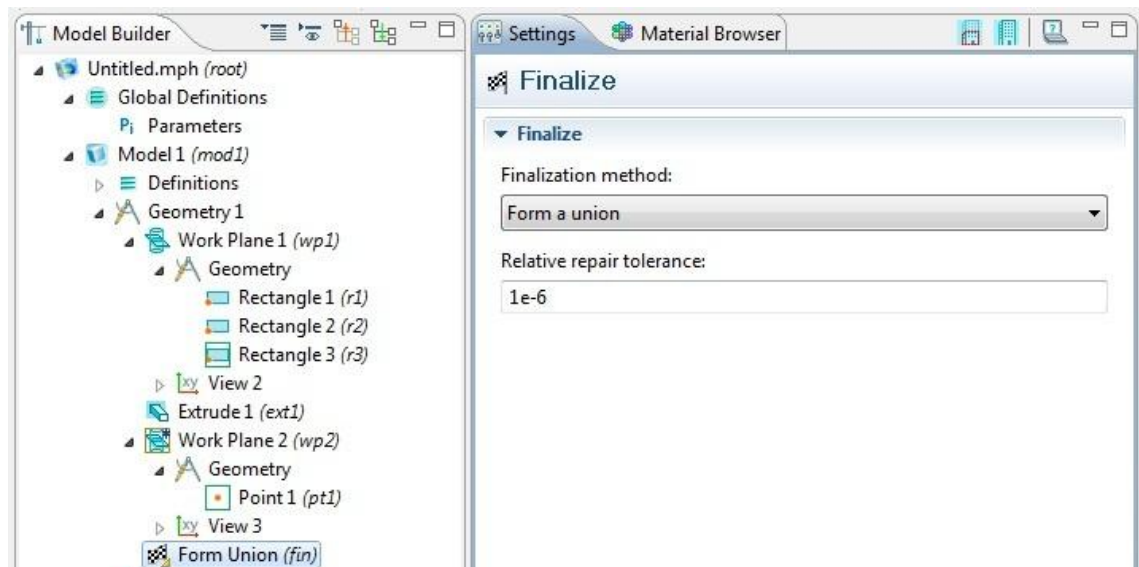 Model Builder
Untitled.mph (root)
Global Definitions
Pi Parameters
Model 1 (mod1)
Definitions
Geometry 1
Work Plane 1 (wp1)
Geometry
Rectangle 1 (r1)
Rectangle 2 (r2)
Rectangle 3 (r3)
xy View 2
Extrude 1 (ext1)
Work Plane 2 (wp2)
Geometry
Point 1 (pt1)
xy View 3
Form Union (fin)
Settings Material Browser
Finalize
Finalize
Finalization method:
Form a union
Relative repair tolerance:
1e-6